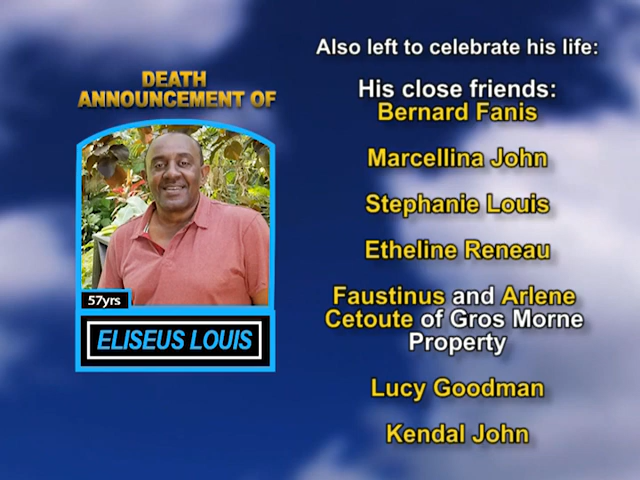 DEATH
ANNOUNCEMENT OF
57yrs
ELISEUS LOUIS
Also left to celebrate his life:
His close friends:
Bernard Fanis
Marcellina John
Stephanie Louis
Etheline Reneau
Faustinus and Arlene
Cetoute of Gros Morne
Property
Lucy Goodman
Kendal John